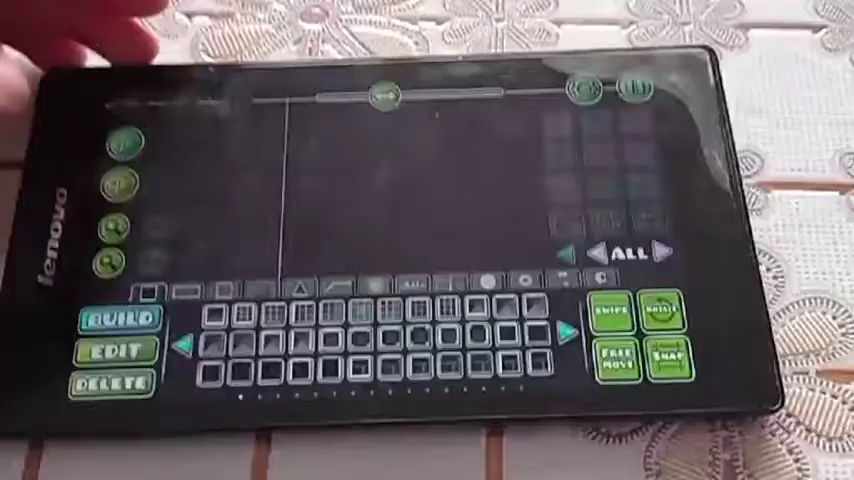 lenovo
ALL
BUILD
EDIT
DELETE
SWIPE
ROTATE
FREE
MOVE
SNAP